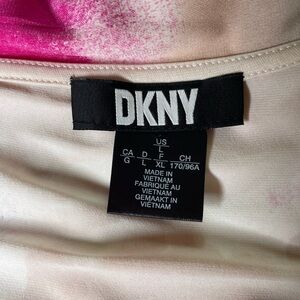 DKNY
US
L
CA D F CH
G L XL 170/96A
MADE IN
VIETNAM
FABRIQUÉ AU
VIETNAM
GEMAAKT IN
VIETNAM